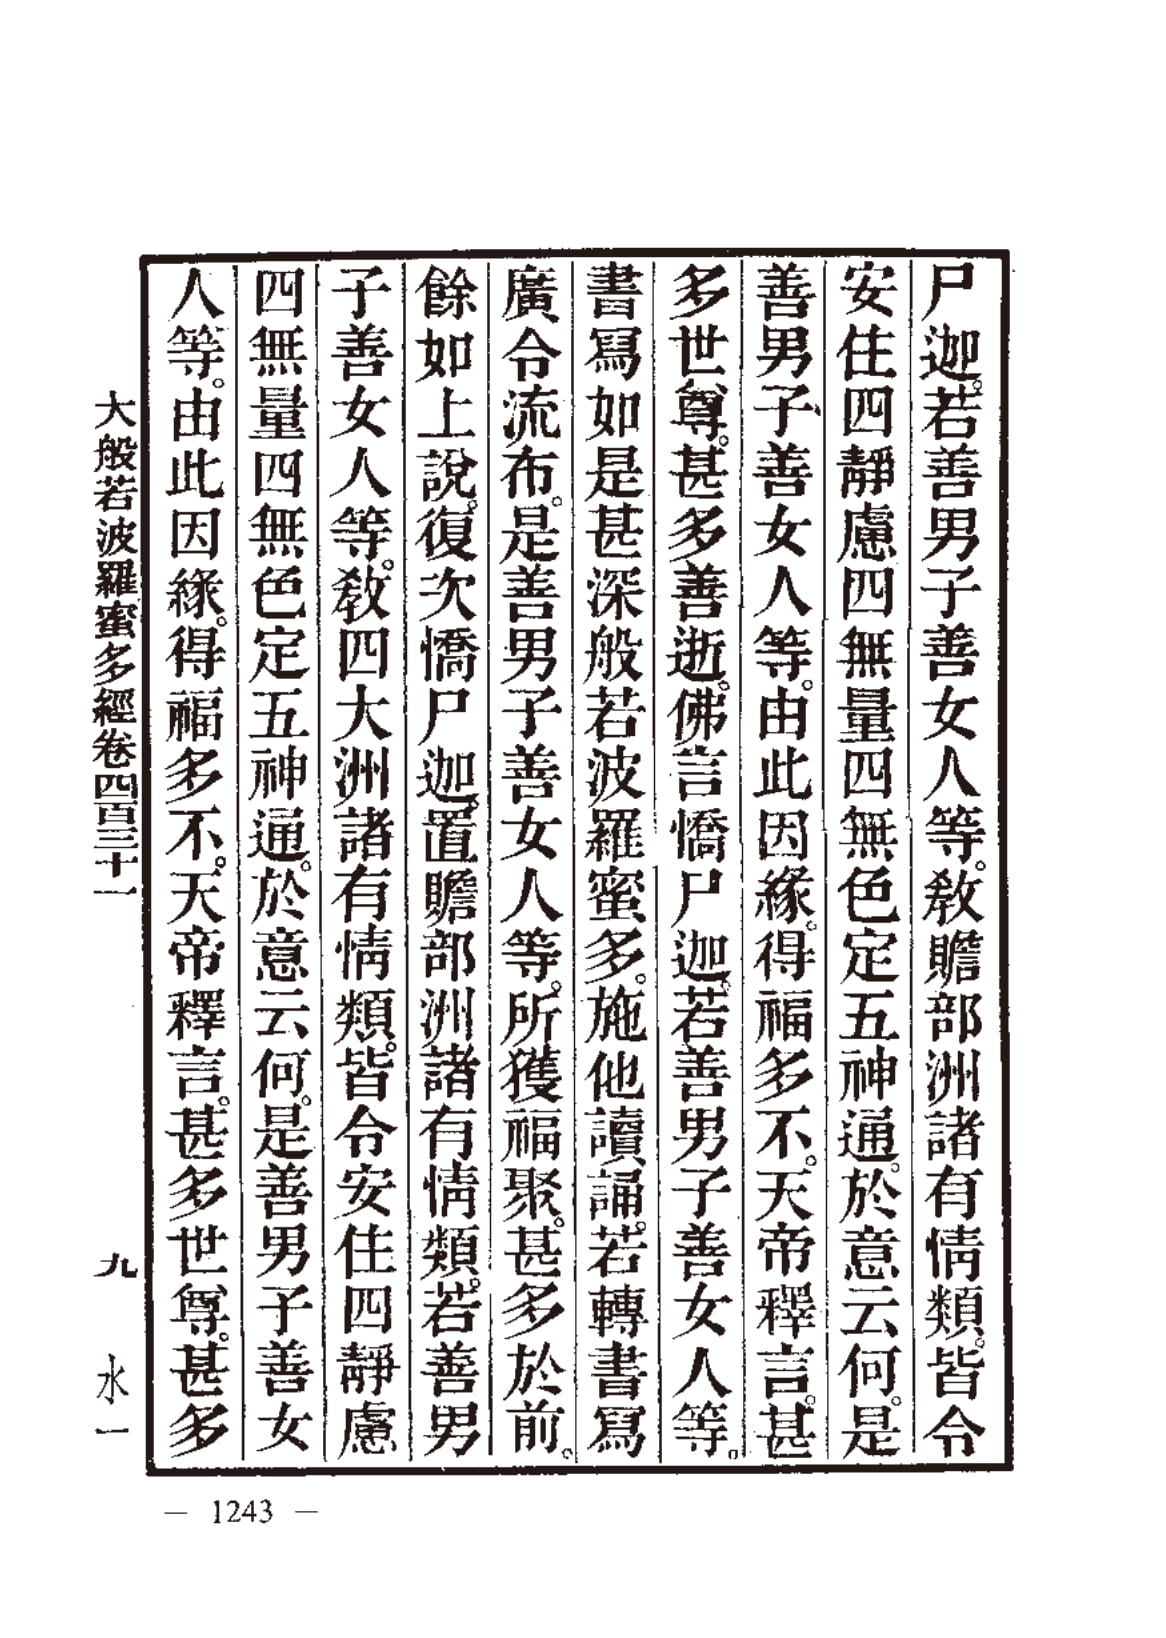 尸迦。若善男子善女人等。敎贍部洲諸有情類。皆令
安住四靜慮四無量四無色定五神通。於意云何。是
善男子、善女人等。由此因緣。得福多不。天帝釋言。甚
多世尊。甚多善逝。佛言憍尸迦。若善男子善女人等。
書寫如是甚深般若波羅蜜多。施他讀誦。若轉書寫
廣令流布。是善男子善女人等。所獲福聚。甚多於前。
餘如上說。復次憍尸迦。置贍部洲諸有情類。若善男
子善女人等。敎四大洲諸有情類。皆令安住四靜慮
四無量四無色定五神通。於意云何。是善男子善女
人等。由此因緣。得福多不。天帝釋言。甚多世尊。甚多
大般若波羅蜜多經卷四百三十一 九 水一
— 1243 —